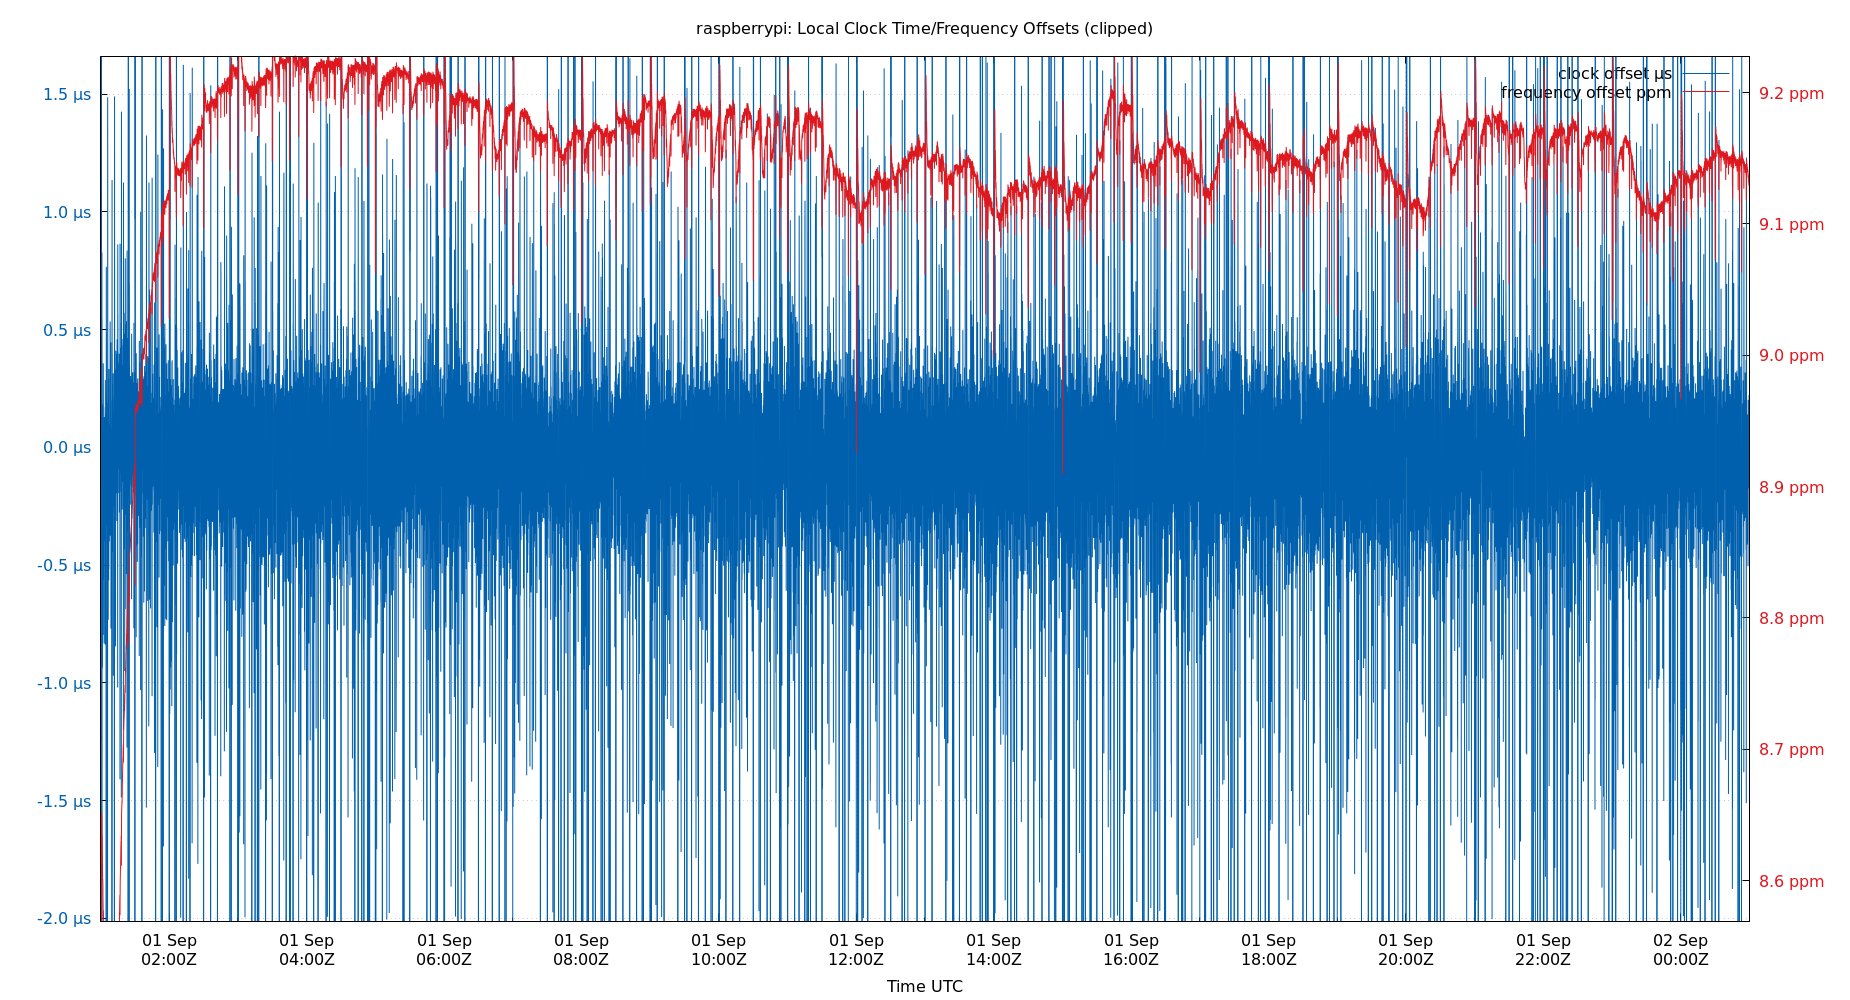 raspberrypi: Local Clock Time/Frequency Offsets (clipped)
clock offset µs
frequency offset ppm
1.5 µs
1.0 µs
0.5 µs
0.0 µs
-0.5 µs
-1.0 µs
-1.5 µs
-2.0 µs
9.2 ppm
9.1 ppm
9.0 ppm
8.9 ppm
8.8 ppm
8.7 ppm
8.6 ppm
01 Sep 01 Sep 01 Sep 01 Sep 01 Sep 01 Sep 01 Sep 01 Sep 01 Sep 01 Sep 01 Sep 02 Sep
02:00Z 04:00Z 06:00Z 08:00Z 10:00Z 12:00Z 14:00Z 16:00Z 18:00Z 20:00Z 22:00Z 00:00Z
Time UTC